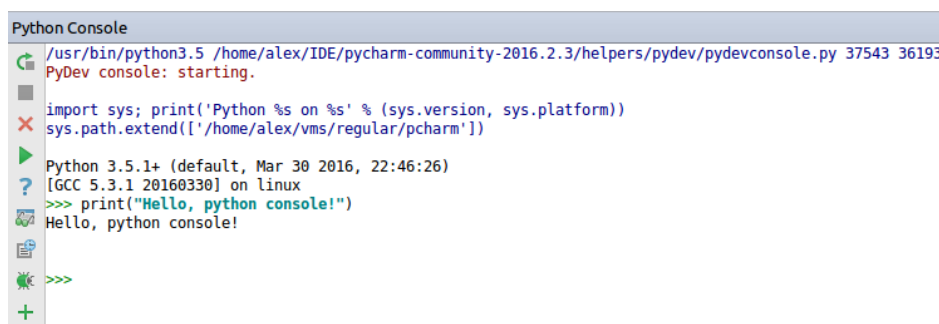 Python Console
/usr/bin/python3.5 /home/alex/IDE/pycharm-community-2016.2.3/helpers/pydev/pydevconsole.py 37543 36193
PyDev console: starting.
import sys; print('Python %s on %s' % (sys.version, sys.platform))
sys.path.extend(['/home/alex/vms/regular/pcharm'])
Python 3.5.1+ (default, Mar 30 2016, 22:46:26)
[GCC 5.3.1 20160330] on linux
>>> print("Hello, python console!")
Hello, python console!
>>>